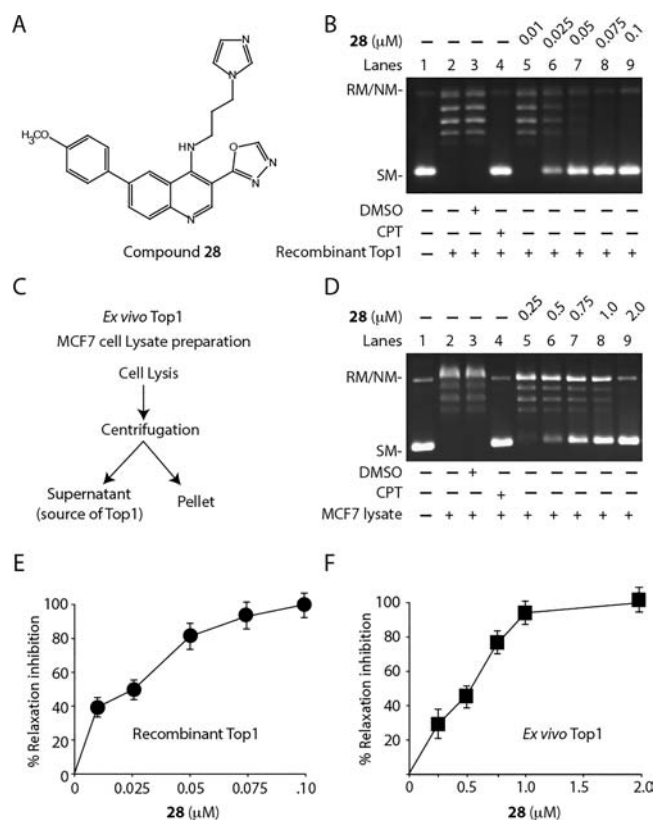 A
H₃CO
N
N
HN
O
N
N
N
Compound 28
B
28 (μM) – – – – 0.01 0.025 0.05 0.075 0.1
Lanes 1 2 3 4 5 6 7 8 9
RM/NM-
SM-
DMSO – – + – – – – – –
CPT – – – + – – – – –
Recombinant Top1 – + + + + + + + +
C
Ex vivo Top1
MCF7 cell Lysate preparation
Cell Lysis
Centrifugation
Supernatant
(source of Top1)
Pellet
D
28 (μM) – – – – 0.25 0.5 0.75 1.0 2.0
Lanes 1 2 3 4 5 6 7 8 9
RM/NM-
SM-
DMSO – – + – – – – – –
CPT – – – + – – – – –
MCF7 lysate – + + + + + + + +
E
% Relaxation inhibition
100
80
60
40
20
0 0.025 0.05 0.075 .10
Recombinant Top1
28 (μM)
F
% Relaxation inhibition
100
80
60
40
20
0 0.5 1.0 1.5 2.0
Ex vivo Top1
28 (μM)